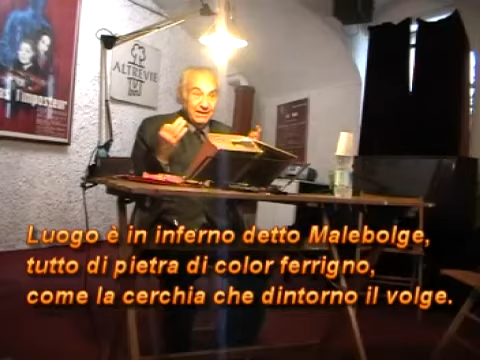 ALTREVIE
l'imposteur
Luogo è in inferno detto Malebolge,
tutto di pietra di color ferrigno,
come la cerchia che dintorno il volge.